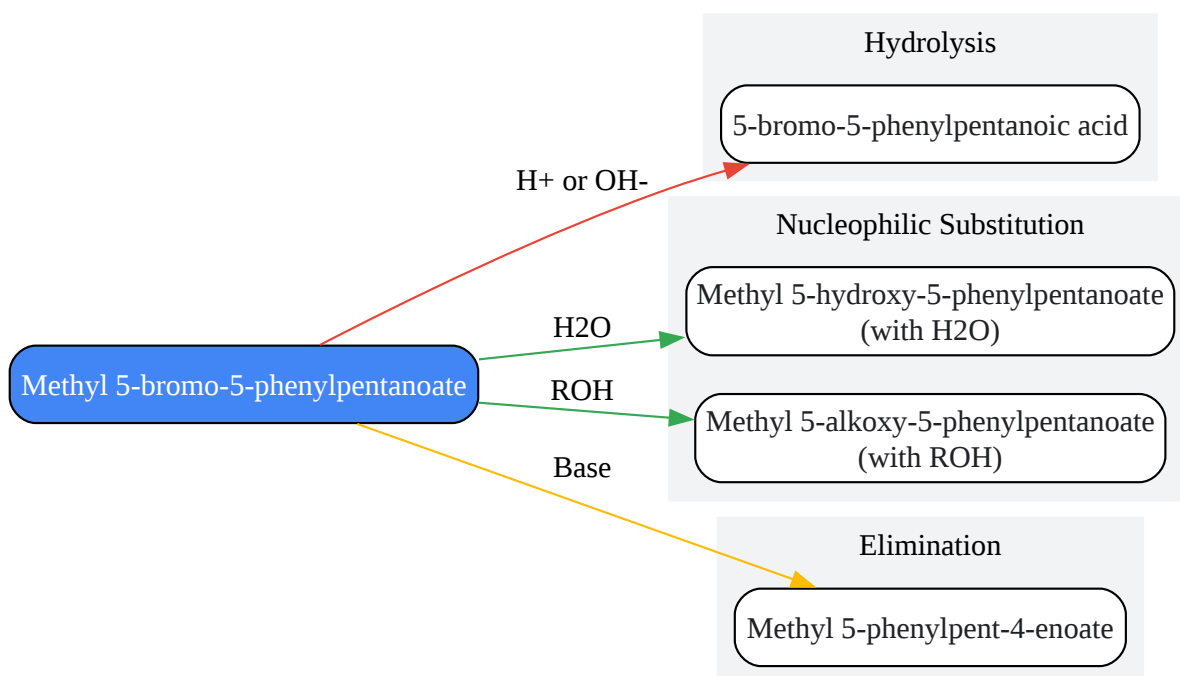 Hydrolysis
5-bromo-5-phenylpentanoic acid
H+ or OH-
Nucleophilic Substitution
Methyl 5-hydroxy-5-phenylpentanoate
(with H2O)
H2O
Methyl 5-bromo-5-phenylpentanoate
ROH
Methyl 5-alkoxy-5-phenylpentanoate
(with ROH)
Base
Elimination
Methyl 5-phenylpent-4-enoate